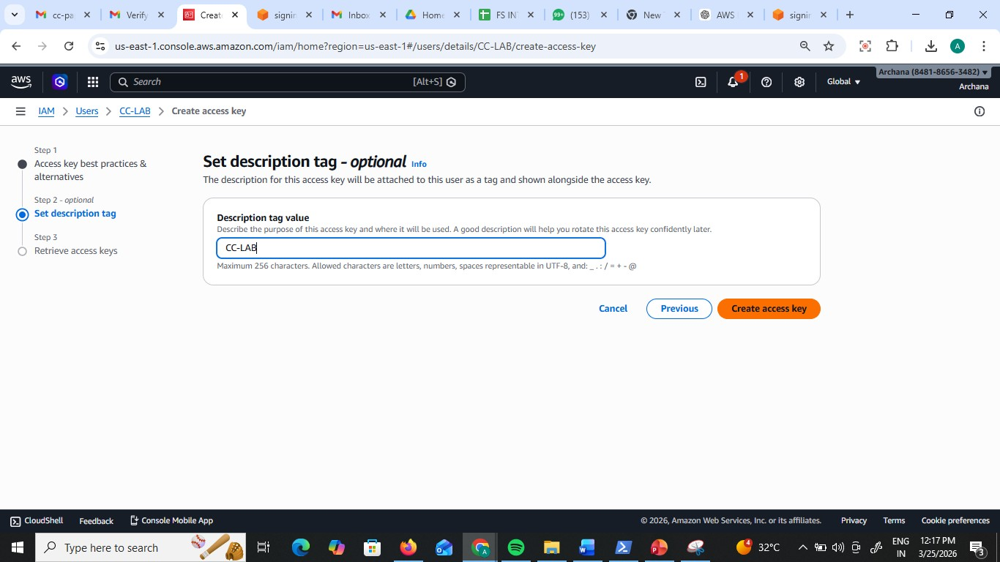 cc-pa
Verify
Creat
signin
Inbox
Home
FS IN
99+ (153)
New
AWS
signin
us-east-1.console.aws.amazon.com/iam/home?region=us-east-1#/users/details/CC-LAB/create-access-key
A
aws
Search [Alt+S]
1
Global
Archana (8481-8656-3482)
Archana
IAM > Users > CC-LAB > Create access key
Step 1
Access key best practices &
alternatives
Step 2 - optional
Set description tag
Step 3
Retrieve access keys
Set description tag - optional Info
The description for this access key will be attached to this user as a tag and shown alongside the access key.
Description tag value
Describe the purpose of this access key and where it will be used. A good description will help you rotate this access key confidently later.
CC-LAB
Maximum 256 characters. Allowed characters are letters, numbers, spaces representable in UTF-8, and: _ . : / = + - @
Cancel
Previous
Create access key
CloudShell
Feedback
Console Mobile App
© 2026, Amazon Web Services, Inc. or its affiliates.
Privacy
Terms
Cookie preferences
Type here to search
4
32°C
ENG
IN
12:17 PM
3/25/2026
3